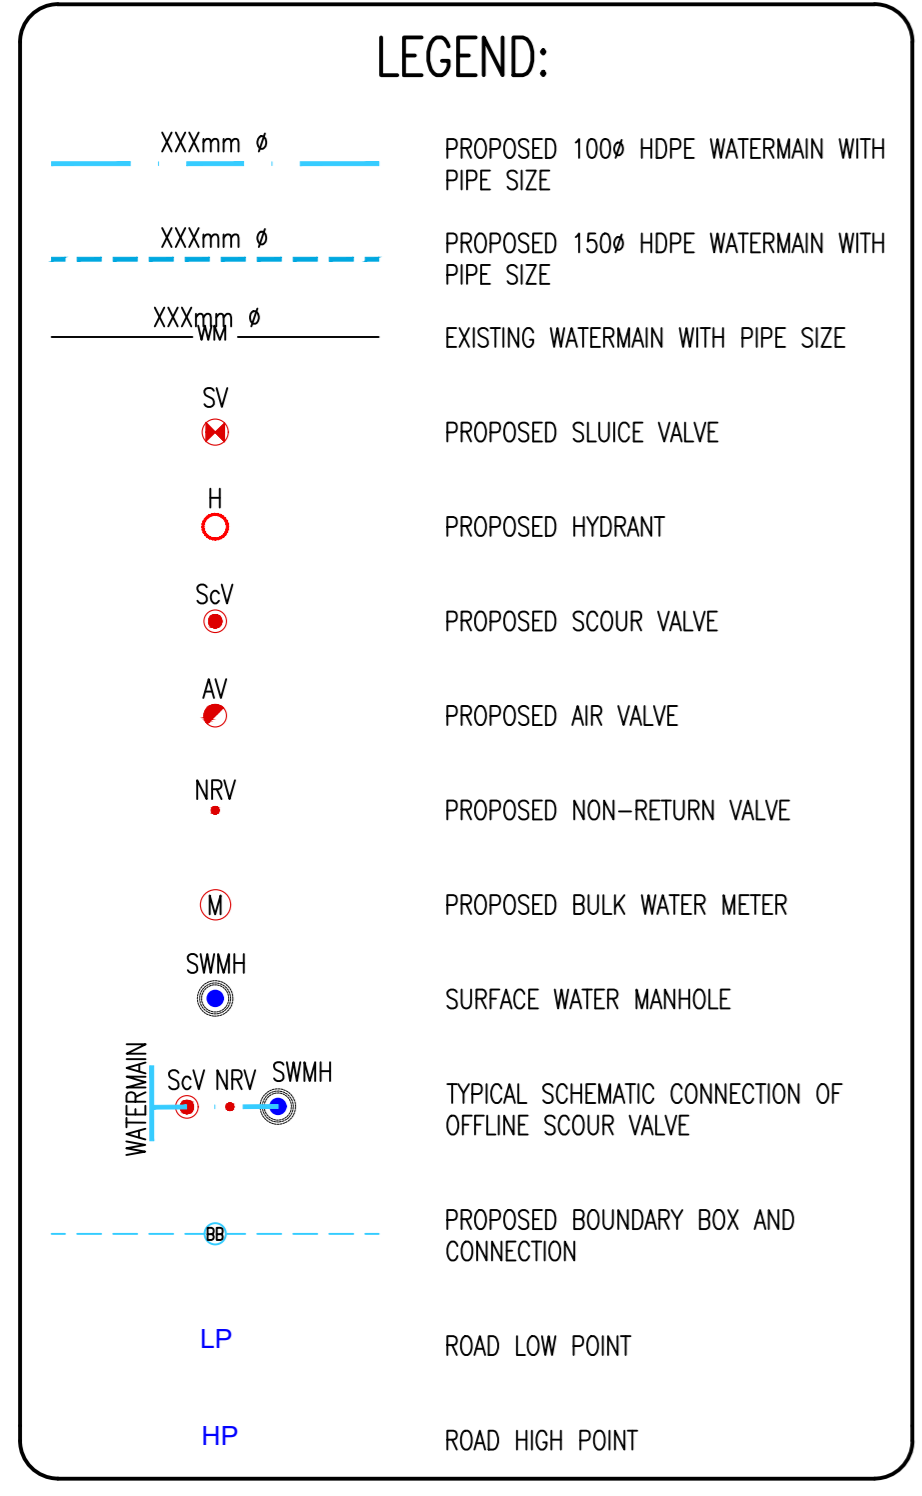 LEGEND:
XXXmm ø
PROPOSED 100ø HDPE WATERMAIN WITH
PIPE SIZE
XXXmm ø
PROPOSED 150ø HDPE WATERMAIN WITH
PIPE SIZE
XXXmm ø
WM
EXISTING WATERMAIN WITH PIPE SIZE
SV
PROPOSED SLUICE VALVE
H
PROPOSED HYDRANT
ScV
PROPOSED SCOUR VALVE
AV
PROPOSED AIR VALVE
NRV
PROPOSED NON-RETURN VALVE
M
PROPOSED BULK WATER METER
SWMH
SURFACE WATER MANHOLE
WATERMAIN
ScV NRV SWMH
TYPICAL SCHEMATIC CONNECTION OF
OFFLINE SCOUR VALVE
BB
PROPOSED BOUNDARY BOX AND
CONNECTION
LP
ROAD LOW POINT
HP
ROAD HIGH POINT